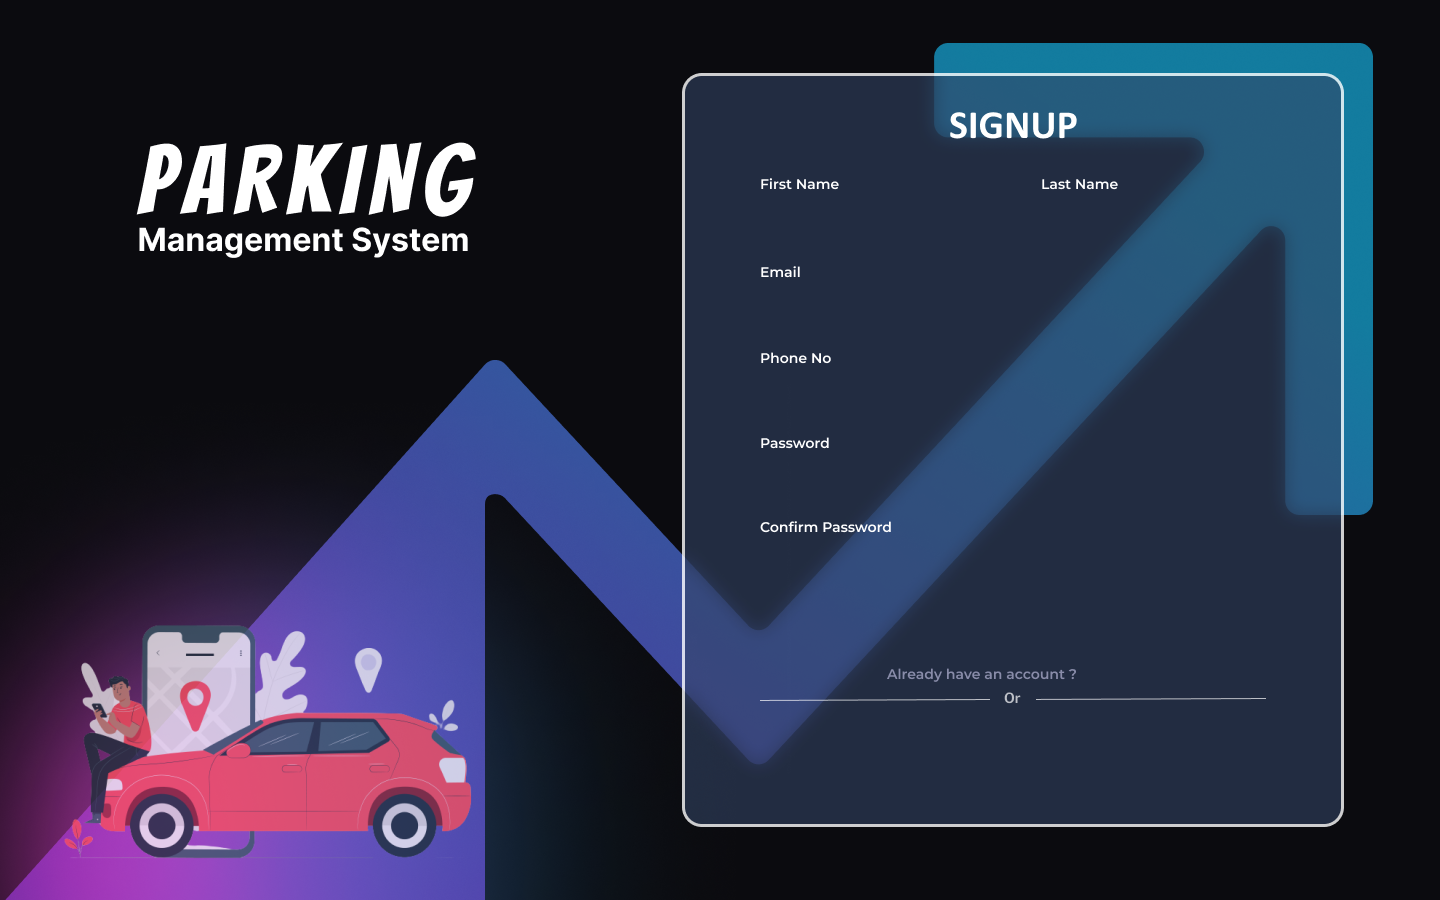 PARKING
Management System
SIGNUP
First Name Last Name
Email
Phone No
Password
Confirm Password
Already have an account ?
Or